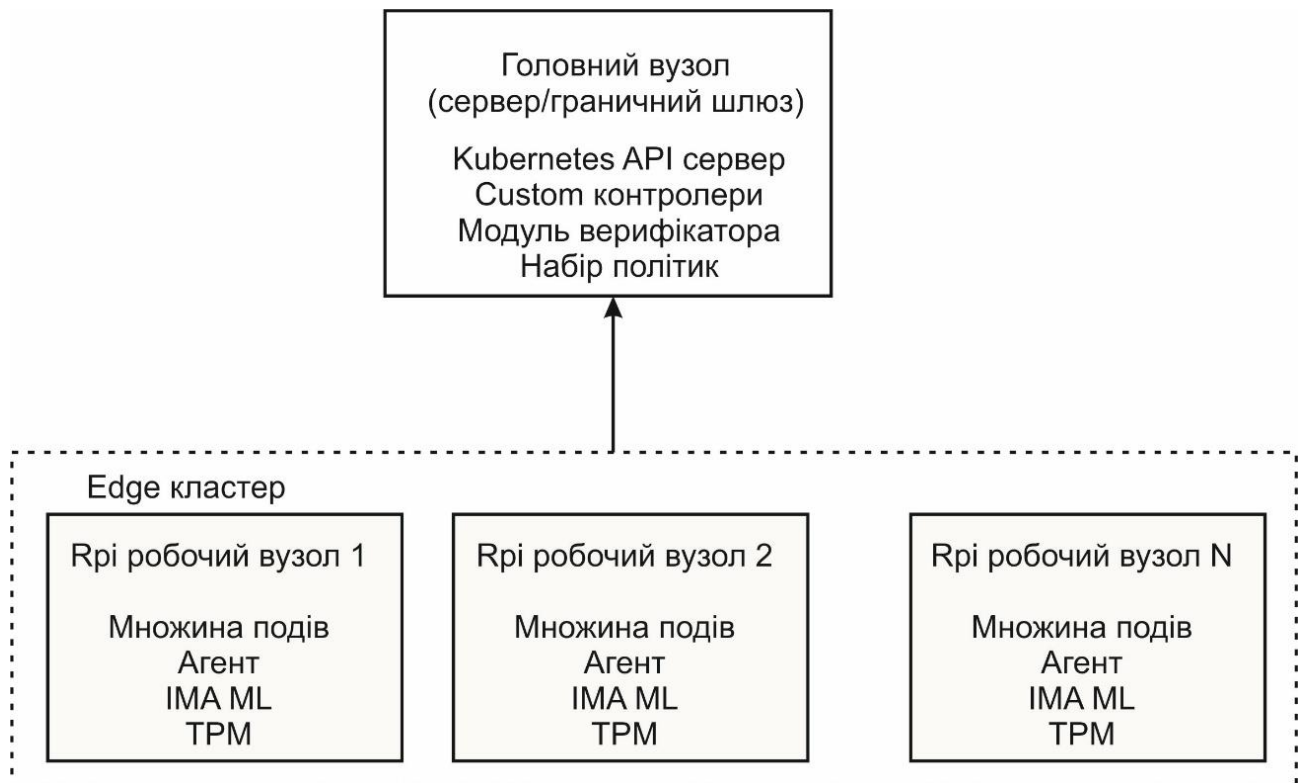 Головний вузол
(сервер/граничний шлюз)
Kubernetes API сервер
Custom контролери
Модуль верифікатора
Набір політик
Edge кластер
Rpi робочий вузол 1
Множина подів
Агент
IMA ML
TPM
Rpi робочий вузол 2
Множина подів
Агент
IMA ML
TPM
Rpi робочий вузол N
Множина подів
Агент
IMA ML
TPM